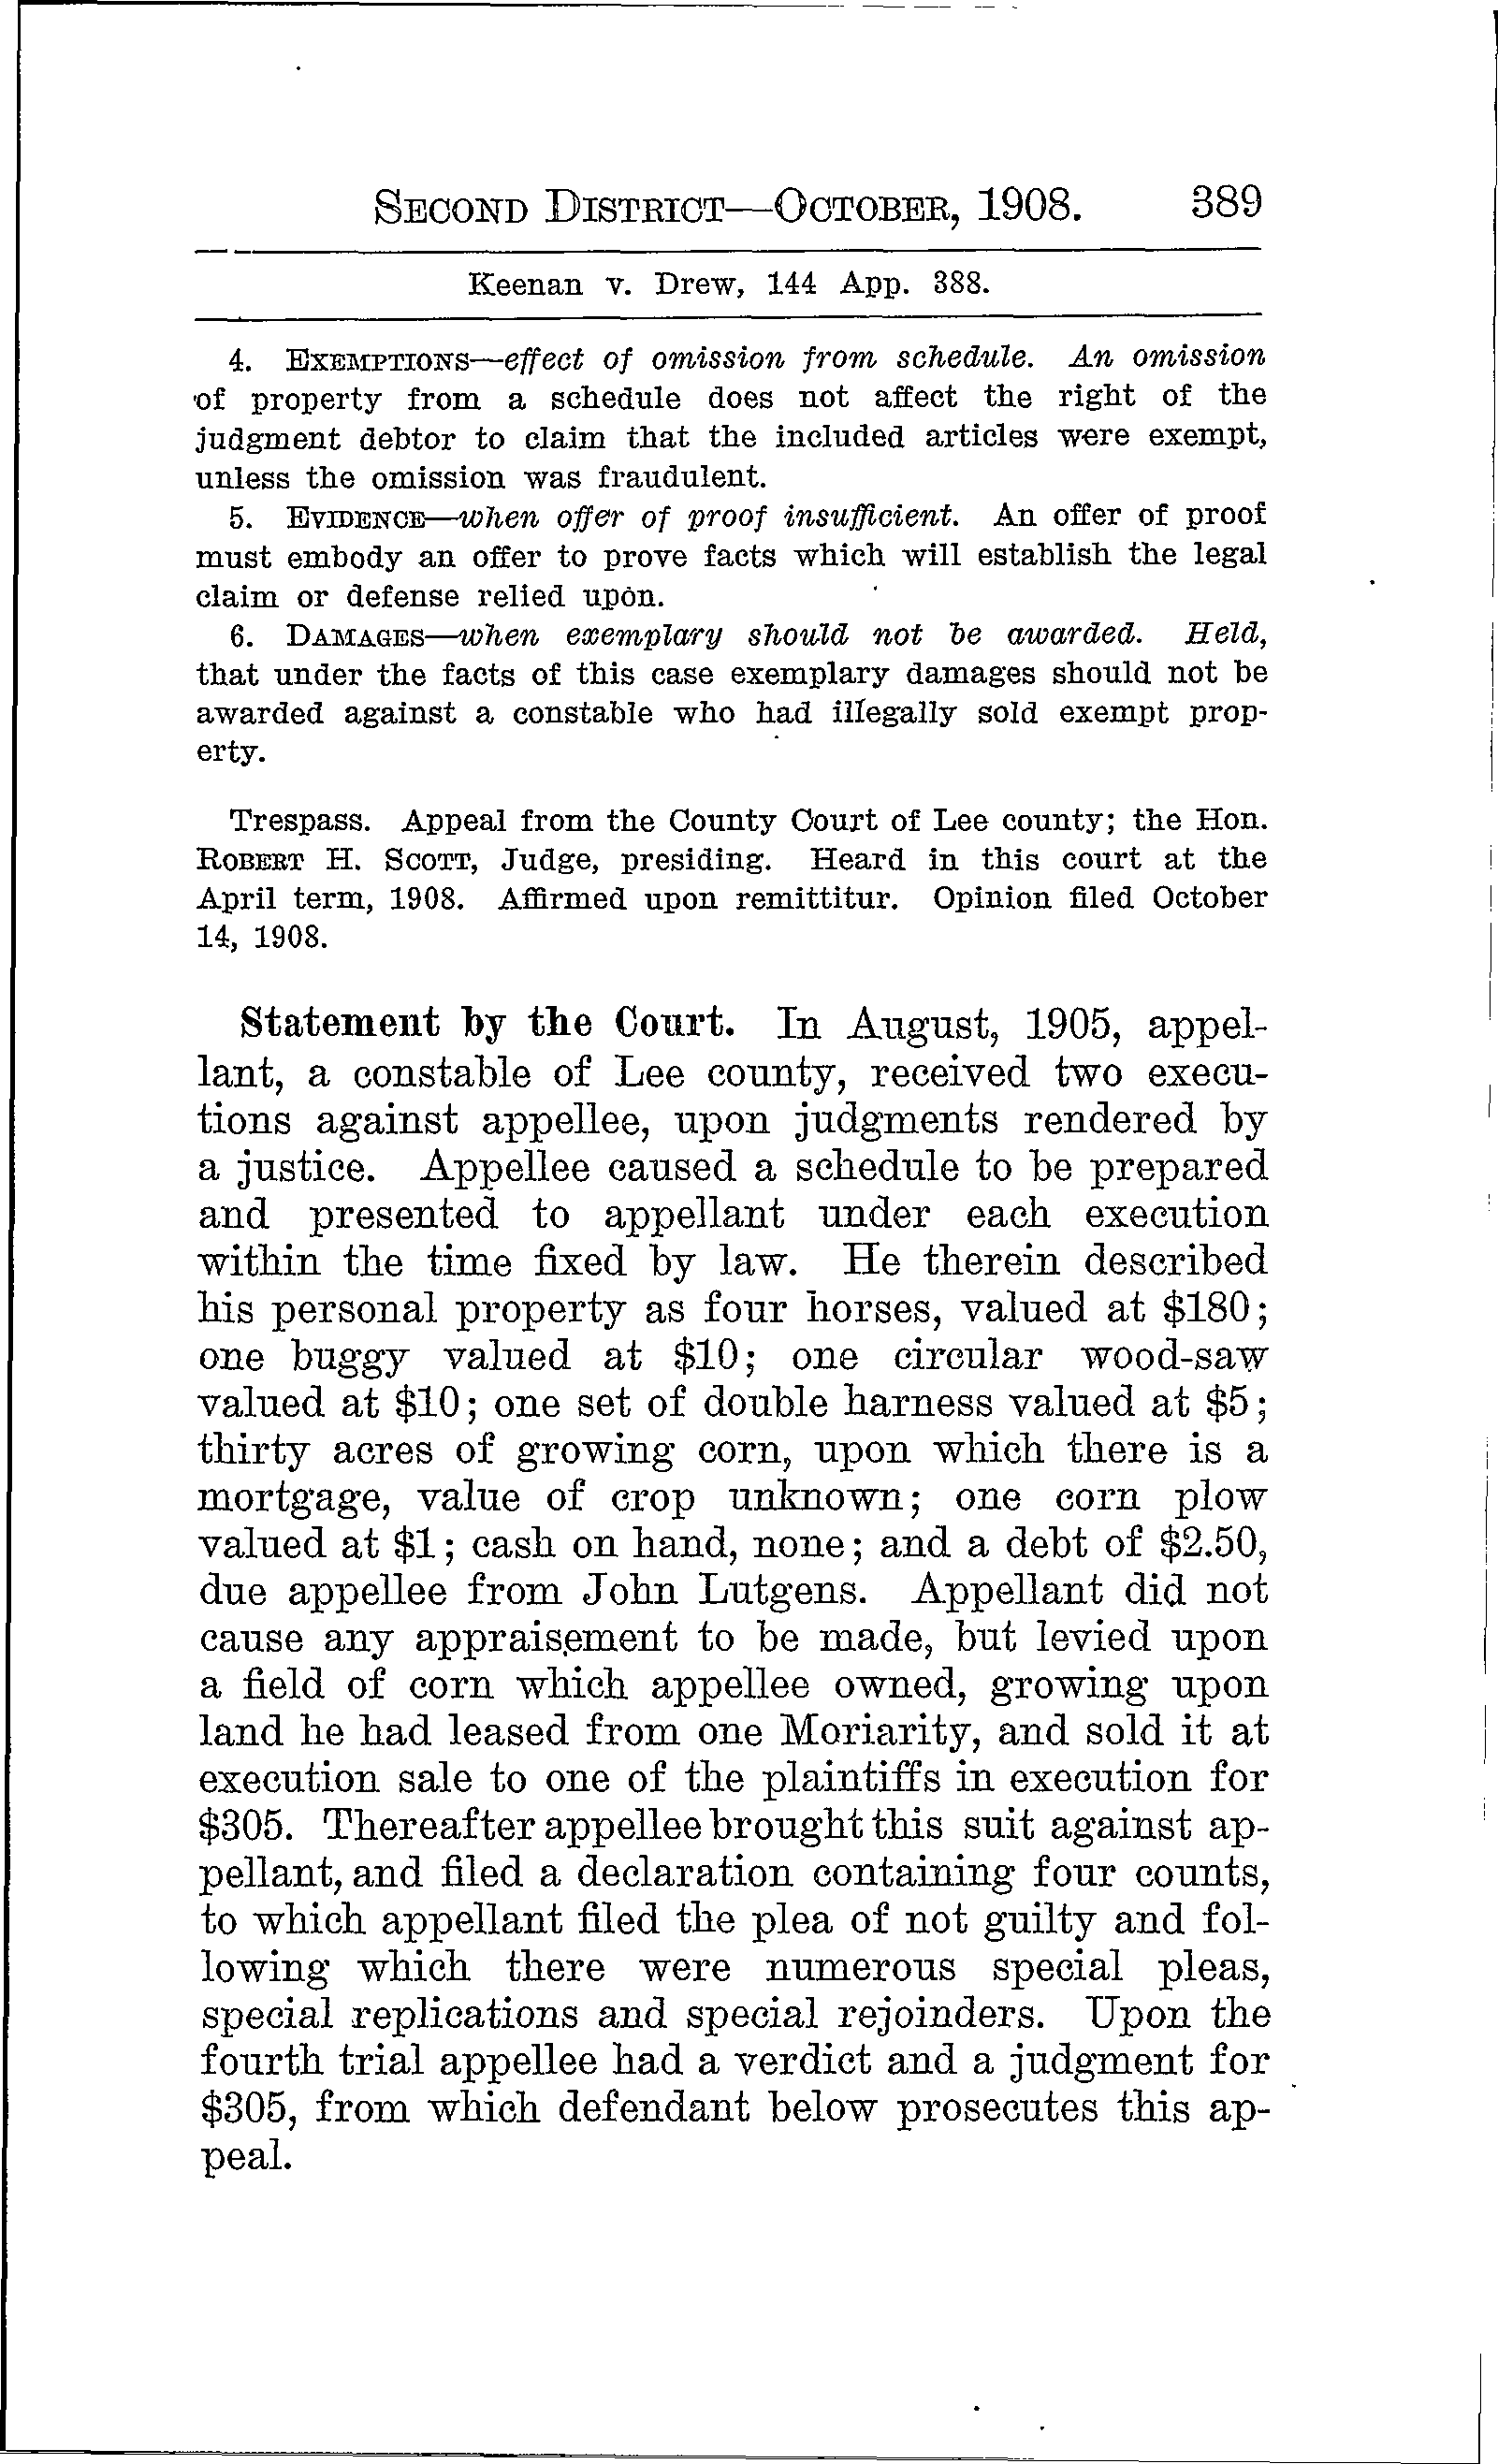 SECOND DISTRICT—OCTOBER, 1908. 389
Keenan v. Drew, 144 App. 388.
4. EXEMPTIONS—effect of omission from schedule. An omission
of property from a schedule does not affect the right of the
judgment debtor to claim that the included articles were exempt,
unless the omission was fraudulent.
5. EVIDENCE—when offer of proof insufficient. An offer of proof
must embody an offer to prove facts which will establish the legal
claim or defense relied upon.
6. DAMAGES—when exemplary should not be awarded. Held,
that under the facts of this case exemplary damages should not be
awarded against a constable who had illegally sold exempt prop-
erty.
Trespass. Appeal from the County Court of Lee county; the Hon.
ROBERT H. SCOTT, Judge, presiding. Heard in this court at the
April term, 1908. Affirmed upon remittitur. Opinion filed October
14, 1908.
Statement by the Court. In August, 1905, appel-
lant, a constable of Lee county, received two execu-
tions against appellee, upon judgments rendered by
a justice. Appellee caused a schedule to be prepared
and presented to appellant under each execution
within the time fixed by law. He therein described
his personal property as four horses, valued at $180;
one buggy valued at $10; one circular wood-saw
valued at $10; one set of double harness valued at $5;
thirty acres of growing corn, upon which there is a
mortgage, value of crop unknown; one corn plow
valued at $1; cash on hand, none; and a debt of $2.50,
due appellee from John Lutgens. Appellant did not
cause any appraisement to be made, but levied upon
a field of corn which appellee owned, growing upon
land he had leased from one Moriarity, and sold it at
execution sale to one of the plaintiffs in execution for
$305. Thereafter appellee brought this suit against ap-
pellant, and filed a declaration containing four counts,
to which appellant filed the plea of not guilty and fol-
lowing which there were numerous special pleas,
special replications and special rejoinders. Upon the
fourth trial appellee had a verdict and a judgment for
$305, from which defendant below prosecutes this ap-
peal.